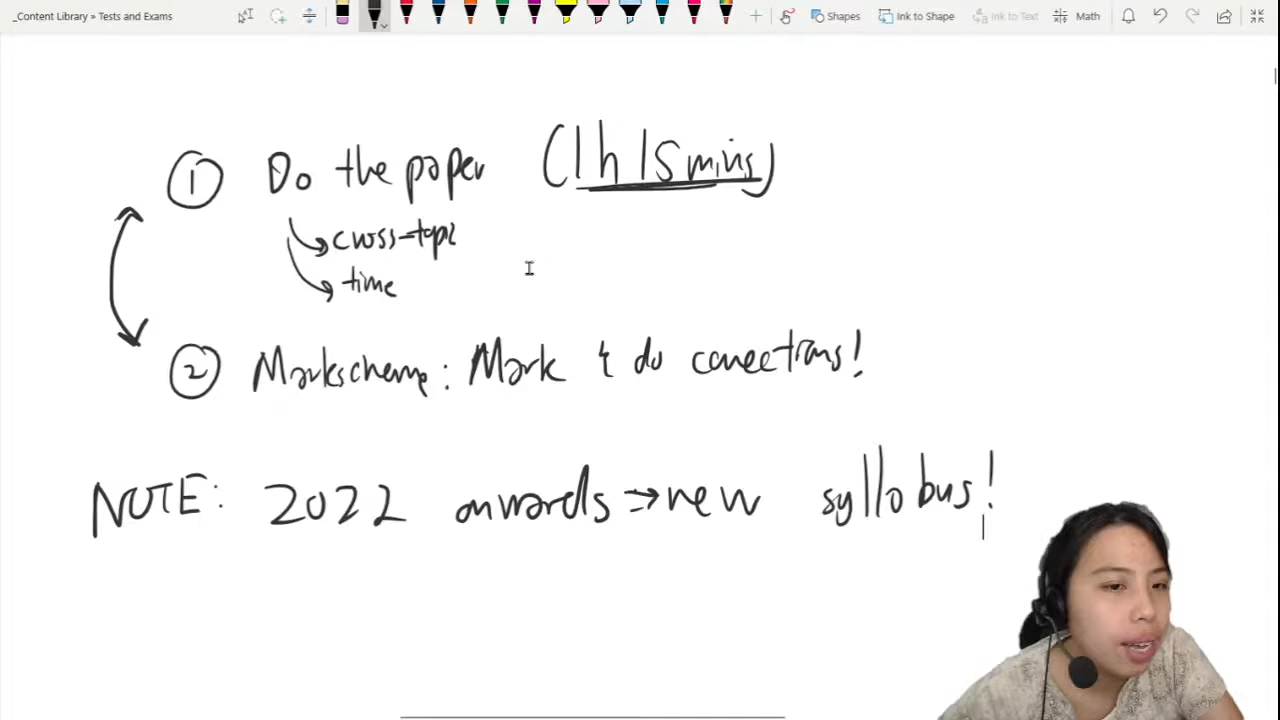 _Content Library » Tests and Exams
Shapes
Ink to Shape
Ink to Text
Math
① Do the paper (1h 15mins)
cross-topic
time
② Markscheme: Mark & do corrections!
NOTE: 2022 onwards → new syllabus!